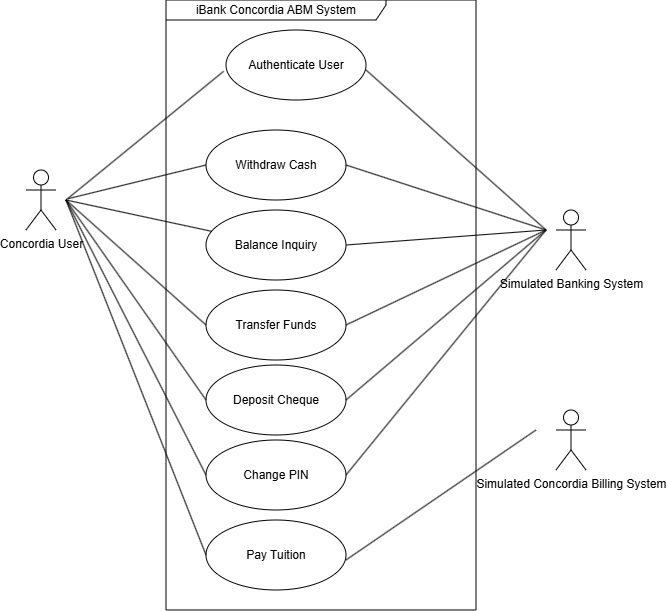 iBank Concordia ABM System
Authenticate User
Withdraw Cash
Concordia User
Balance Inquiry
Simulated Banking System
Transfer Funds
Deposit Cheque
Change PIN
Simulated Concordia Billing System
Pay Tuition